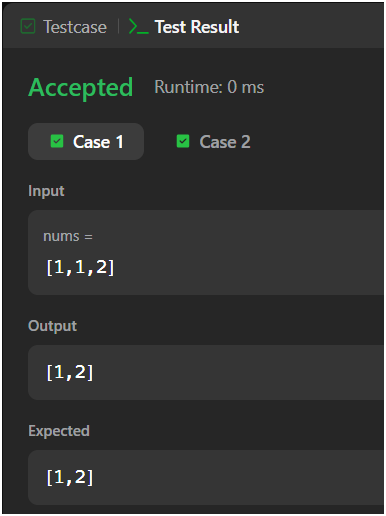 Testcase Test Result
Accepted Runtime: 0 ms
Case 1 Case 2
Input
nums =
[1,1,2]
Output
[1,2]
Expected
[1,2]